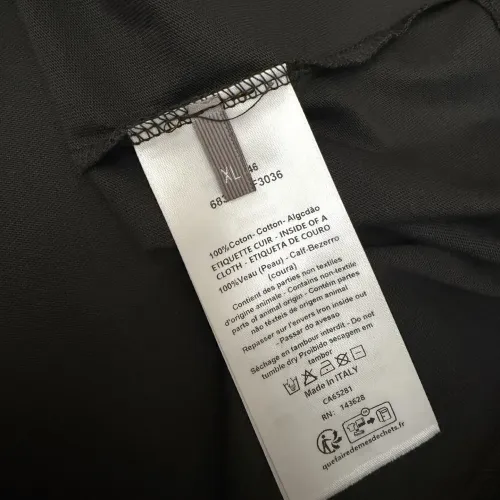 XL
46
68 F3036
100%Coton- Cotton- Algodão
ETIQUETTE CUIR - INSIDE OF A
CLOTH - ETIQUETA DE COURO
100%Veau (Peau) - Calf-Bezerro
(coura)
Contient des parties non textiles
d'origine animale - Contains non-textile
parts of animal origin - Contém partes
não têxteis de origem animal
Repasser sur l'envers Iron inside out
- Passar do avesso
Séchage en tambour interdit - Do not
tumble dry Proibido secagem em
tambor
Made in ITALY
CA65281
RN: 143628
FR
quefairedemesdechets.fr